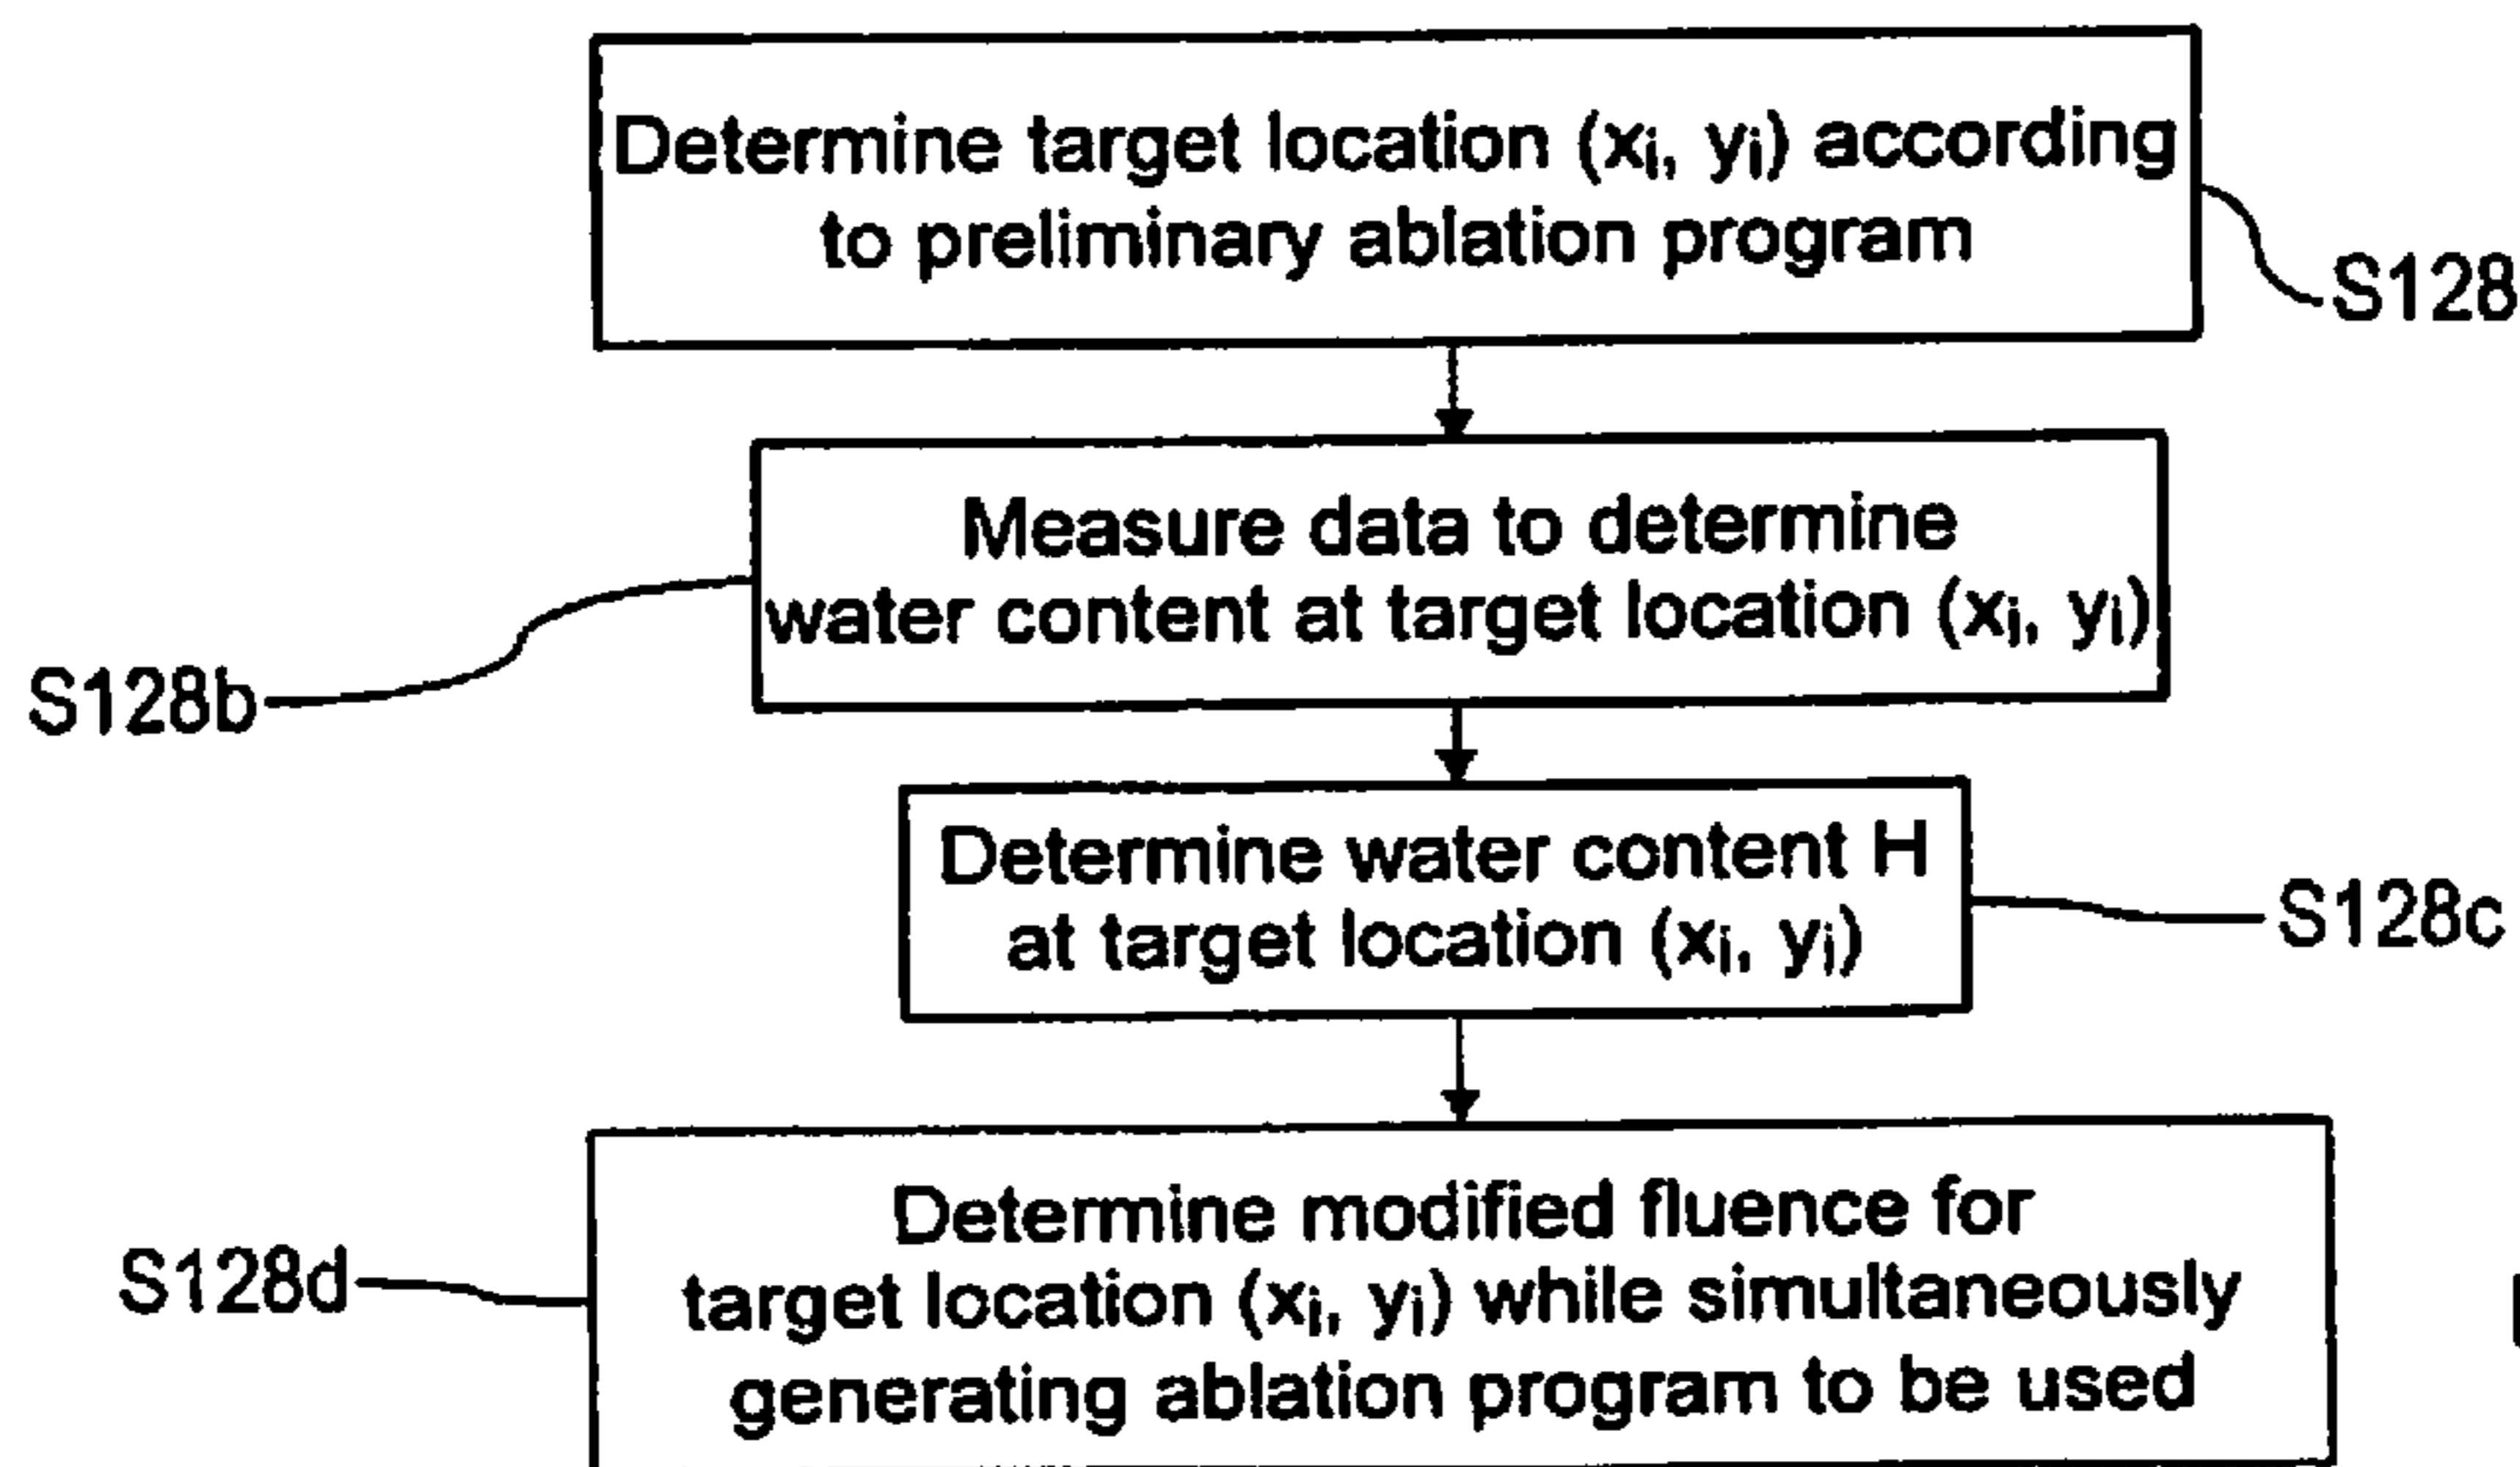 Determine target location (xi, yi) according
to preliminary ablation program
S128
Measure data to determine
water content at target location (xi, yi)
S128b
Determine water content H
at target location (xi, yi)
S128c
Determine modified fluence for
target location (xi, yi) while simultaneously
generating ablation program to be used
S128d